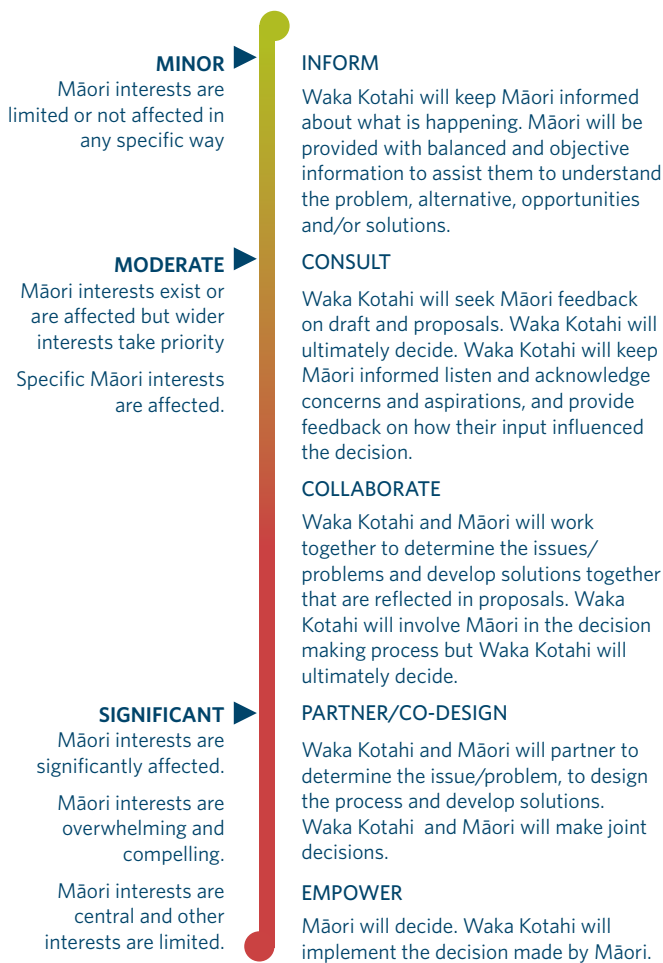 MINOR
Māori interests are
limited or not affected in
any specific way
INFORM
Waka Kotahi will keep Māori informed
about what is happening. Māori will be
provided with balanced and objective
information to assist them to understand
the problem, alternative, opportunities
and/or solutions.
MODERATE
Māori interests exist or
are affected but wider
interests take priority
Specific Māori interests
are affected.
CONSULT
Waka Kotahi will seek Māori feedback
on draft and proposals. Waka Kotahi will
ultimately decide. Waka Kotahi will keep
Māori informed listen and acknowledge
concerns and aspirations, and provide
feedback on how their input influenced
the decision.
COLLABORATE
Waka Kotahi and Māori will work
together to determine the issues/
problems and develop solutions together
that are reflected in proposals. Waka
Kotahi will involve Māori in the decision
making process but Waka Kotahi will
ultimately decide.
SIGNIFICANT
Māori interests are
significantly affected.
Māori interests are
overwhelming and
compelling.
Māori interests are
central and other
interests are limited.
PARTNER/CO-DESIGN
Waka Kotahi and Māori will partner to
determine the issue/problem, to design
the process and develop solutions.
Waka Kotahi and Māori will make joint
decisions.
EMPOWER
Māori will decide. Waka Kotahi will
implement the decision made by Māori.